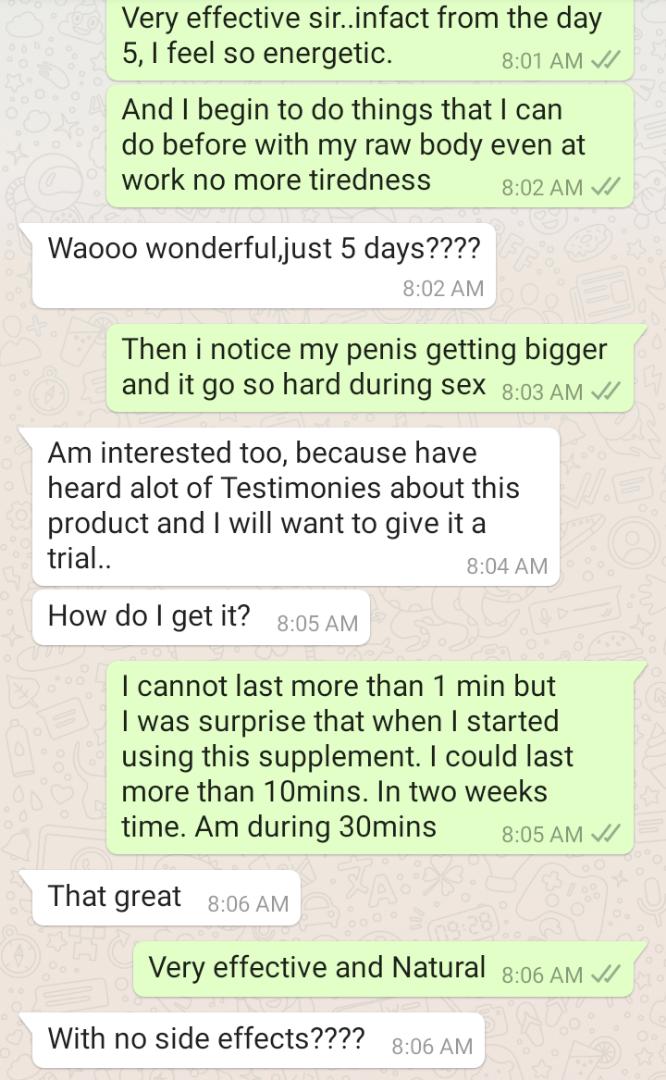 Very effective sir..infact from the day
5, I feel so energetic.
8:01 AM
And I begin to do things that I can
do before with my raw body even at
work no more tiredness
8:02 AM
Waooo wonderful,just 5 days????
8:02 AM
Then i notice my penis getting bigger
and it go so hard during sex
8:03 AM
Am interested too, because have
heard alot of Testimonies about this
product and I will want to give it a
trial..
8:04 AM
How do I get it?
8:05 AM
I cannot last more than 1 min but
I was surprise that when I started
using this supplement. I could last
more than 10mins. In two weeks
time. Am during 30mins
8:05 AM
That great
8:06 AM
Very effective and Natural
8:06 AM
With no side effects????
8:06 AM